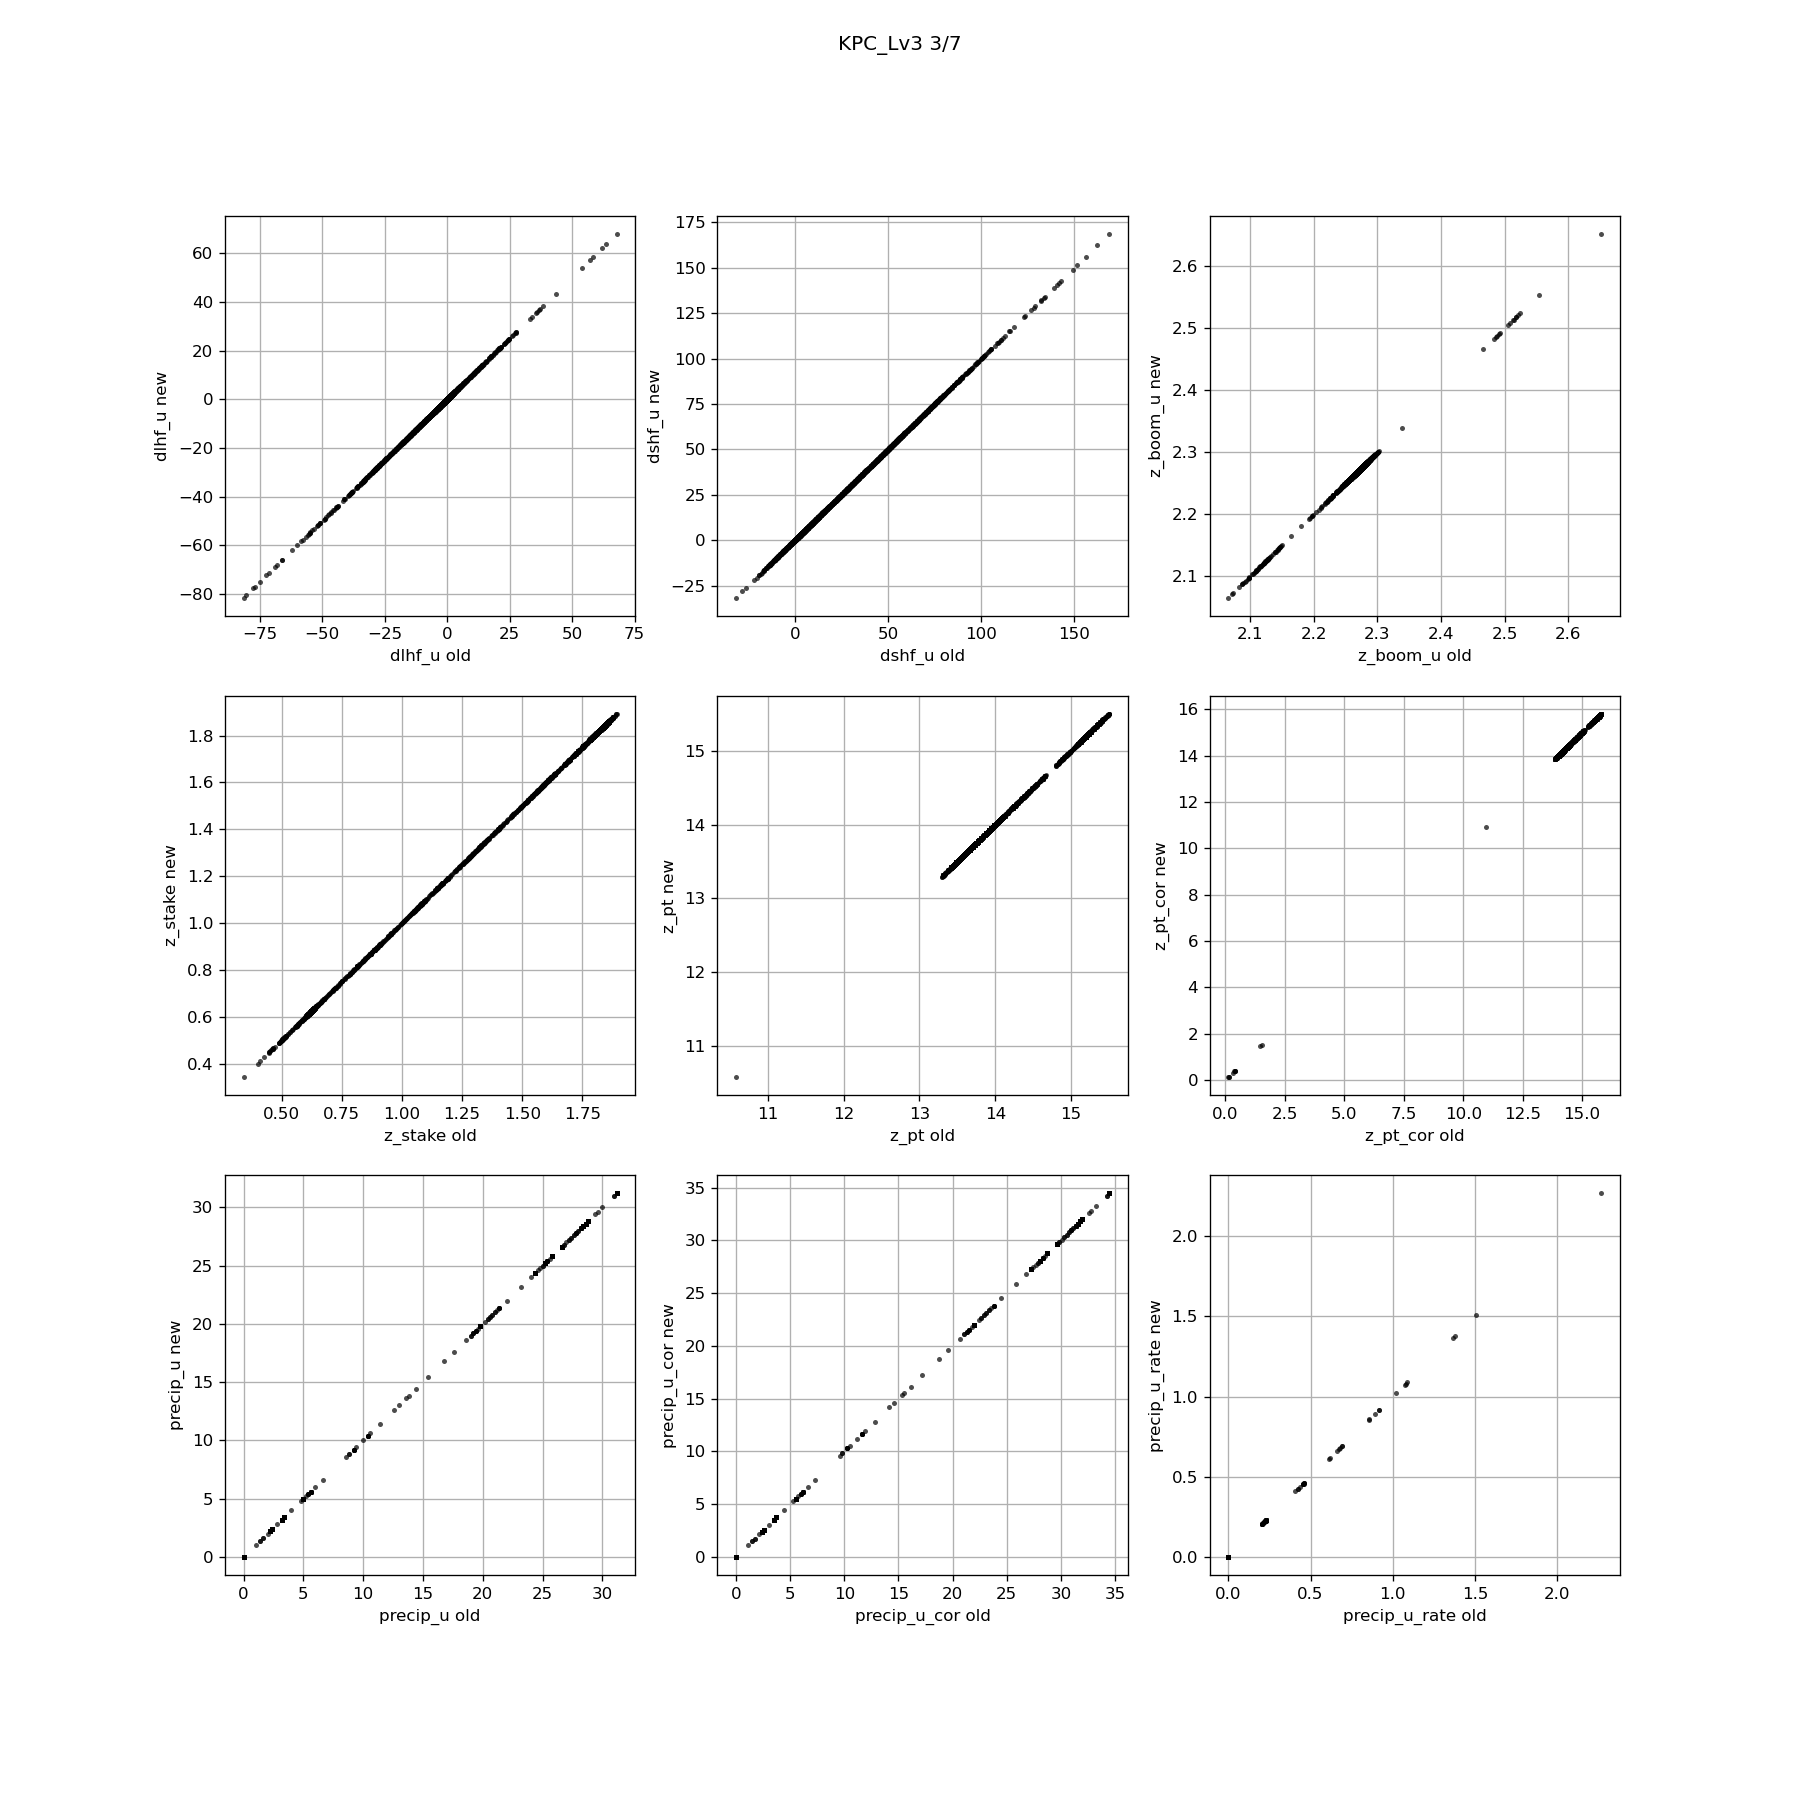 KPC_Lv3 3/7
dlhf_u new
60
40
20
0
−20
−40
−60
−80
−75 −50 −25 0 25 50 75
dlhf_u old
dshf_u new
175
150
125
100
75
50
25
0
−25
0 50 100 150
dshf_u old
z_boom_u new
2.6
2.5
2.4
2.3
2.2
2.1
2.1 2.2 2.3 2.4 2.5 2.6
z_boom_u old
z_stake new
1.8
1.6
1.4
1.2
1.0
0.8
0.6
0.4
0.50 0.75 1.00 1.25 1.50 1.75
z_stake old
z_pt new
15
14
13
12
11
11 12 13 14 15
z_pt old
z_pt_cor new
16
14
12
10
8
6
4
2
0
0.0 2.5 5.0 7.5 10.0 12.5 15.0
z_pt_cor old
precip_u new
30
25
20
15
10
5
0
0 5 10 15 20 25 30
precip_u old
precip_u_cor new
35
30
25
20
15
10
5
0
0 5 10 15 20 25 30 35
precip_u_cor old
precip_u_rate new
2.0
1.5
1.0
0.5
0.0
0.0 0.5 1.0 1.5 2.0
precip_u_rate old